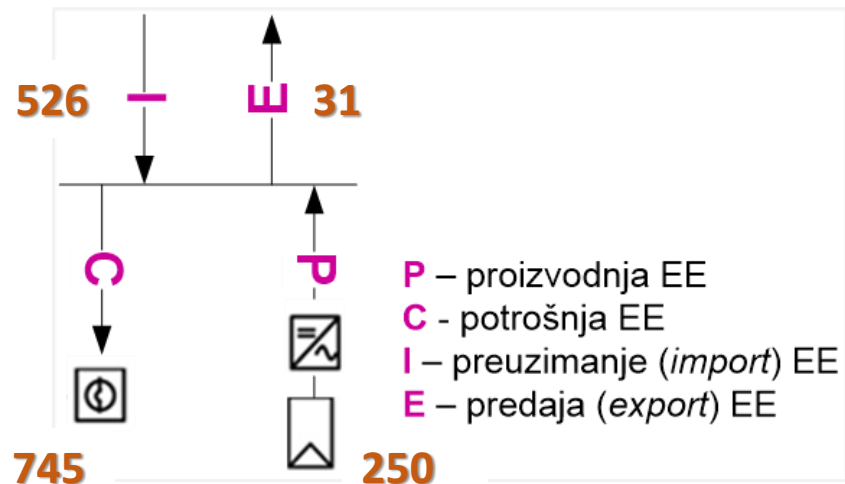 526 I E 31
C P
P – proizvodnja EE
C - potrošnja EE
I – preuzimanje (import) EE
E – predaja (export) EE
745 250